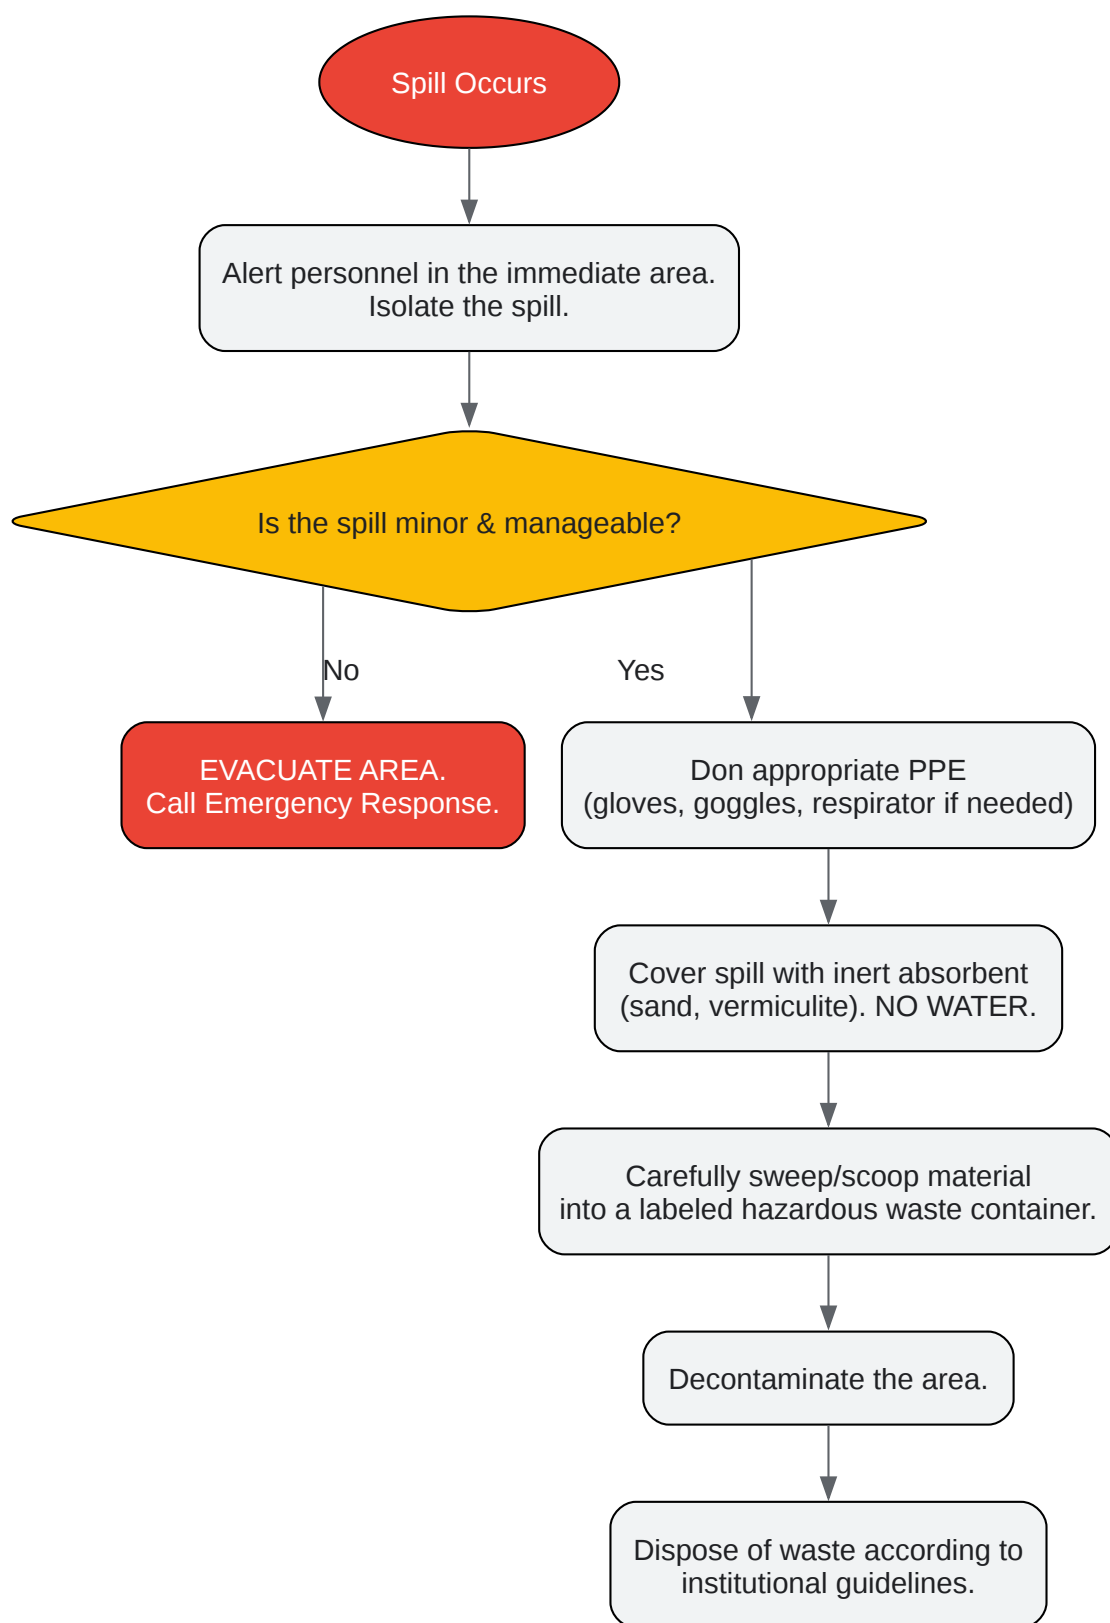 Spill Occurs
Alert personnel in the immediate area.
Isolate the spill.
Is the spill minor & manageable?
No
Yes
EVACUATE AREA.
Call Emergency Response.
Don appropriate PPE
(gloves, goggles, respirator if needed)
Cover spill with inert absorbent
(sand, vermiculite). NO WATER.
Carefully sweep/scoop material
into a labeled hazardous waste container.
Decontaminate the area.
Dispose of waste according to
institutional guidelines.